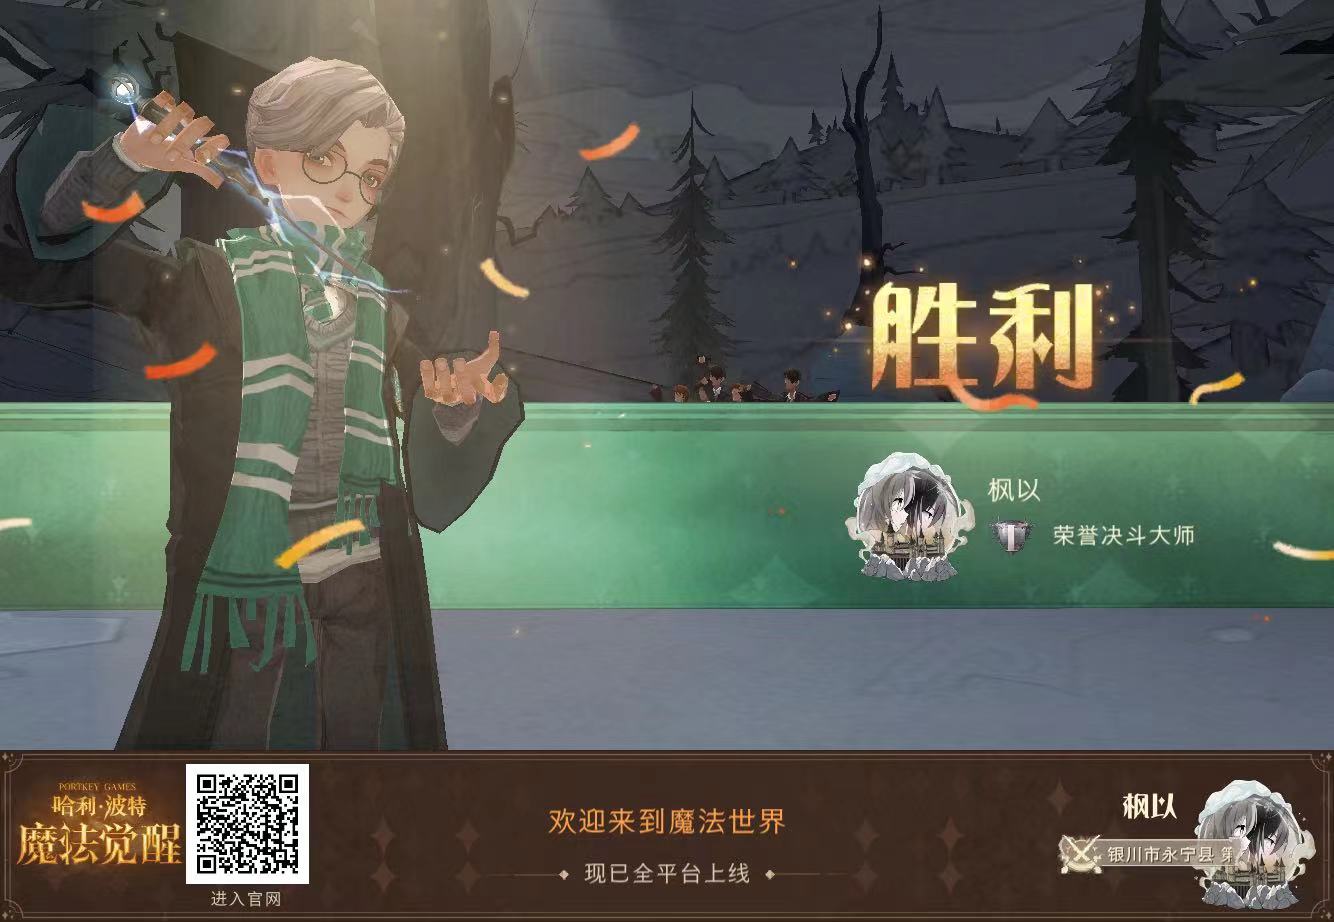 胜利
枫以
I
荣誉决斗大师
PORTKEY GAMES
哈利·波特
魔法觉醒
进入官网
欢迎来到魔法世界
现已全平台上线
枫以
银川市永宁县 第